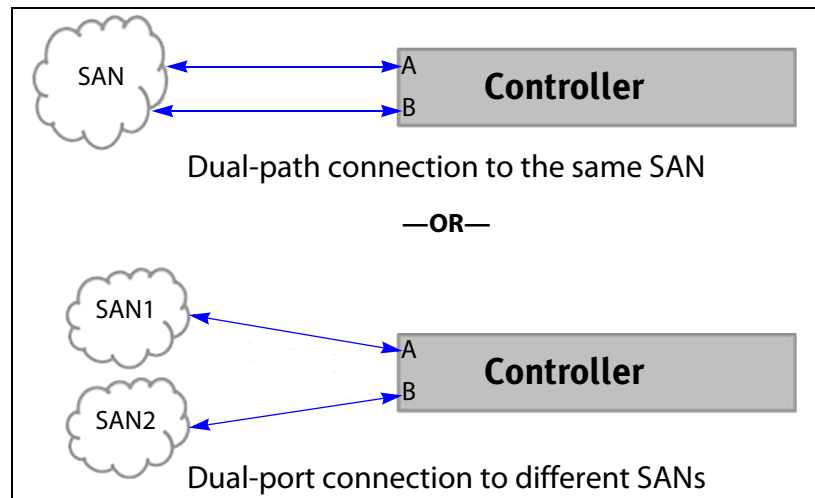 SAN
A
Controller
B
Dual-path connection to the same SAN
—OR—
SAN1
A
Controller
B
SAN2
Dual-port connection to different SANs